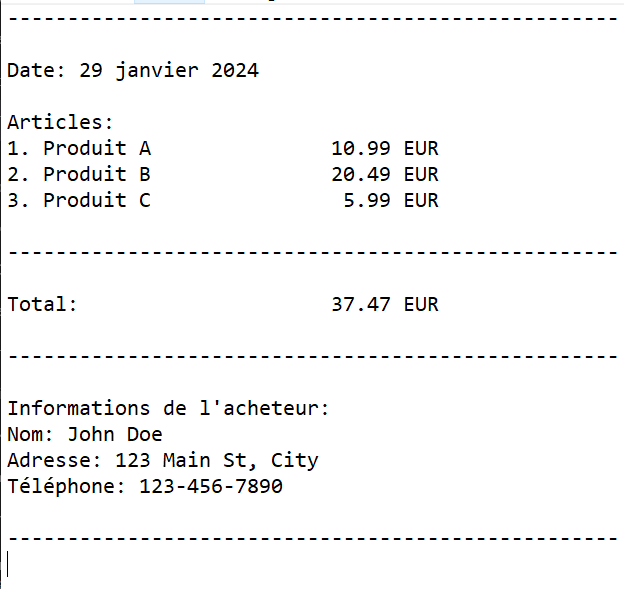 ---------------------------------------------------
Date: 29 janvier 2024
Articles:
1. Produit A               10.99 EUR
2. Produit B               20.49 EUR
3. Produit C                5.99 EUR
---------------------------------------------------
Total:                     37.47 EUR
---------------------------------------------------
Informations de l'acheteur:
Nom: John Doe
Adresse: 123 Main St, City
Téléphone: 123-456-7890
---------------------------------------------------